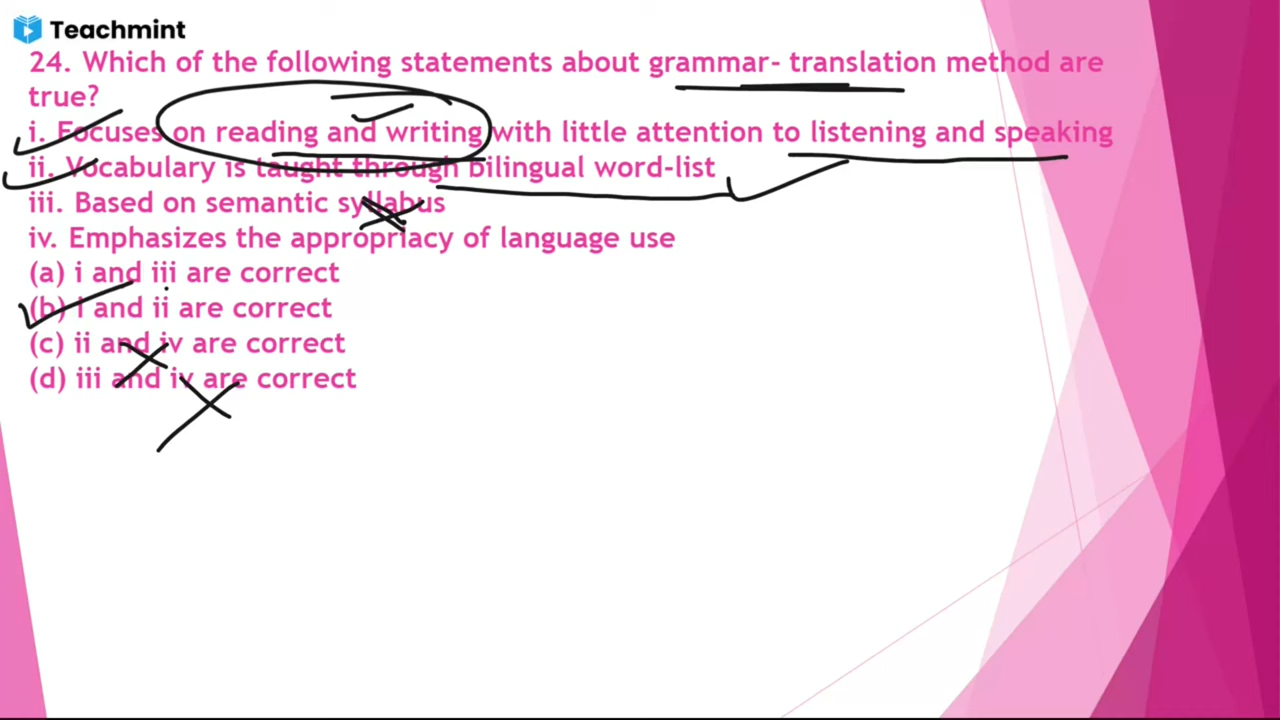 Teachmint
24. Which of the following statements about grammar- translation method are
true?
i. Focuses on reading and writing with little attention to listening and speaking
ii. Vocabulary is taught through bilingual word-list
iii. Based on semantic syllabus
iv. Emphasizes the appropriacy of language use
(a) i and iii are correct
(b) i and ii are correct
(c) ii and iv are correct
(d) iii and iv are correct